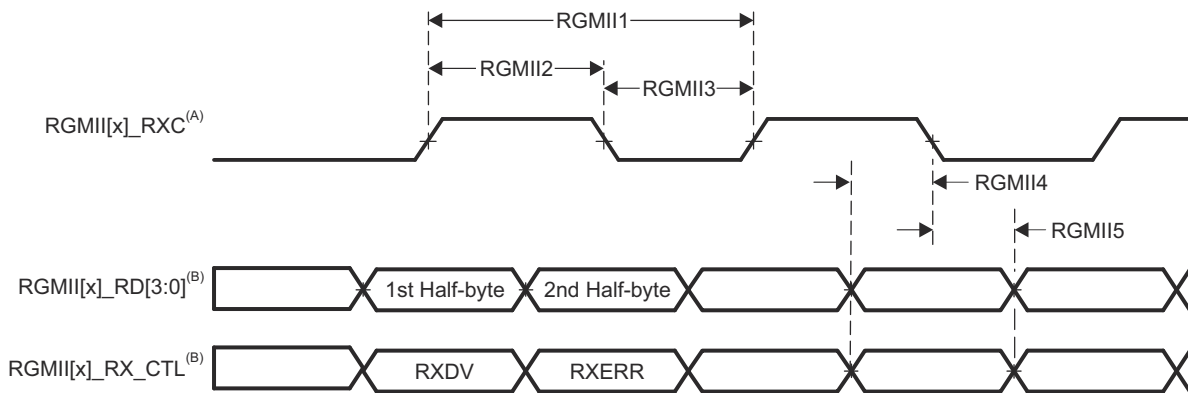 RGMII1
RGMII2
RGMII3
RGMII[x]_RXC(A)
RGMII4
RGMII5
RGMII[x]_RD[3:0](B)
1st Half-byte
2nd Half-byte
RGMII[x]_RX_CTL(B)
RXDV
RXERR